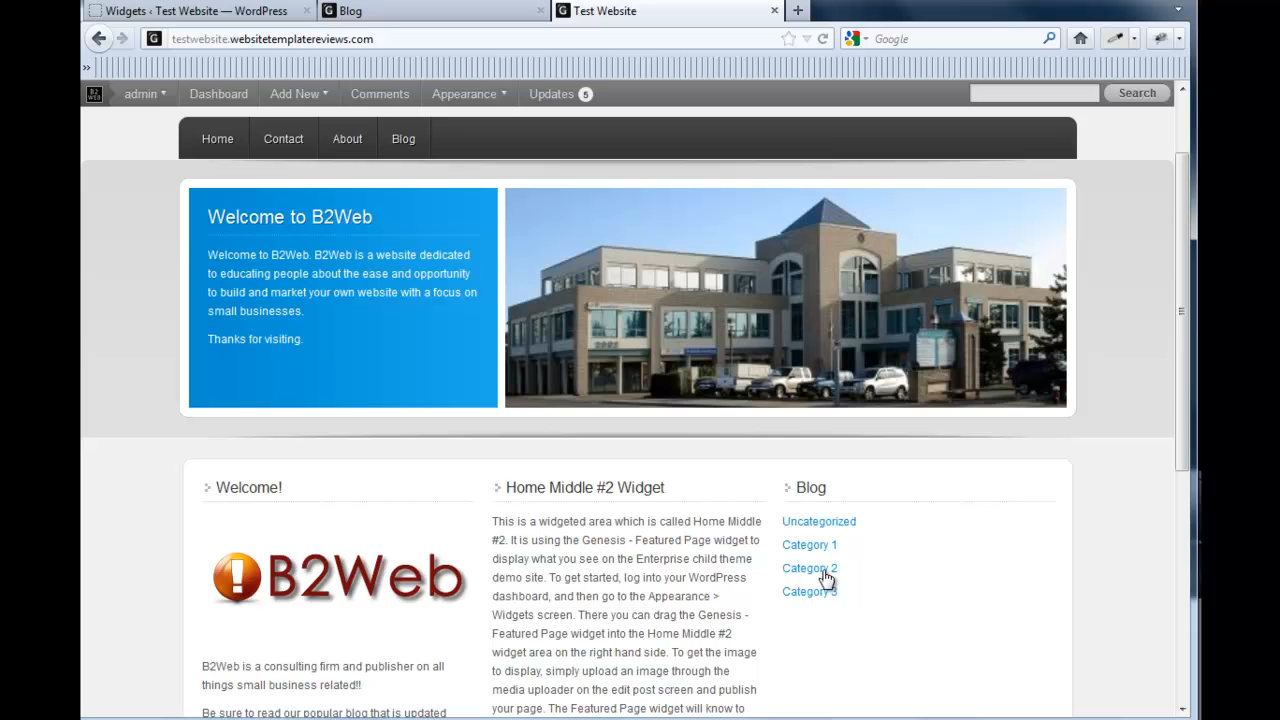 Widgets ‹ Test Website — WordPress
Blog
Test Website
testwebsite.websitetemplatereviews.com
Google
admin
Dashboard
Add New
Comments
Appearance
Updates 5
Search
Home
Contact
About
Blog
Welcome to B2Web
Welcome to B2Web. B2Web is a website dedicated
to educating people about the ease and opportunity
to build and market your own website with a focus on
small businesses.
Thanks for visiting.
Welcome!
B2Web
B2Web is a consulting firm and publisher on all
things small business related!!
Be sure to read our popular blog that is updated
Home Middle #2 Widget
This is a widgeted area which is called Home Middle
#2. It is using the Genesis - Featured Page widget to
display what you see on the Enterprise child theme
demo site. To get started, log into your WordPress
dashboard, and then go to the Appearance >
Widgets screen. There you can drag the Genesis -
Featured Page widget into the Home Middle #2
widget area on the right hand side. To get the image
to display, simply upload an image through the
media uploader on the edit post screen and publish
your page. The Featured Page widget will know to
Blog
Uncategorized
Category 1
Category 2
Category 3